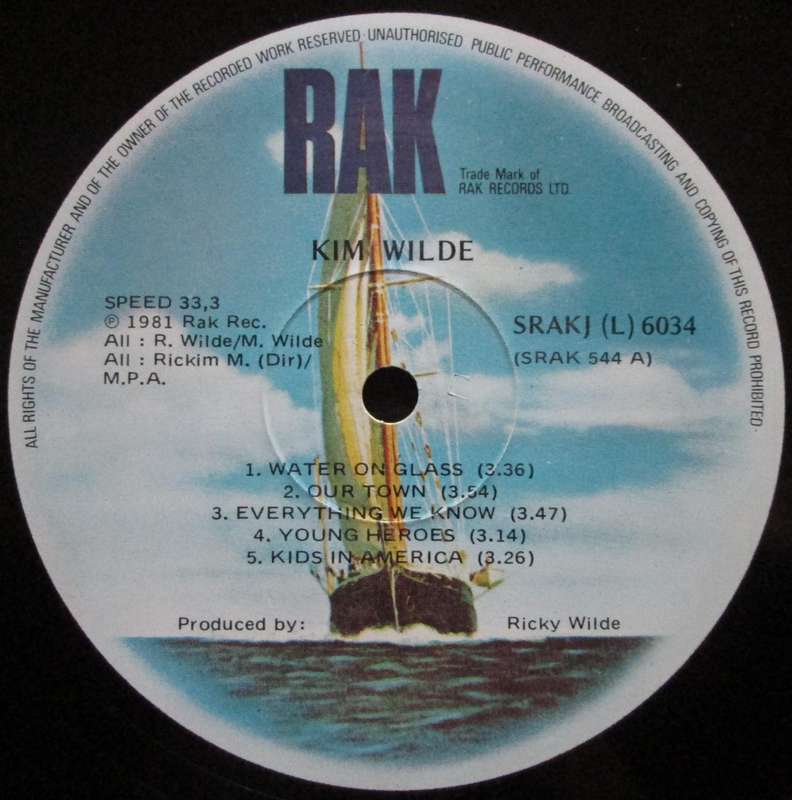 ALL RIGHTS OF THE MANUFACTURER AND OF THE OWNER OF THE RECORDED WORK RESERVED · UNAUTHORISED PUBLIC PERFORMANCE BROADCASTING AND COPYING OF THIS RECORD PROHIBITED ·
RAK
Trade Mark of
RAK RECORDS LTD.
KIM WILDE
SPEED 33,3
℗ 1981 Rak Rec.
All : R. Wilde/M. Wilde
All : Rickim M. (Dir)/
M.P.A.
SRAKJ (L) 6034
(SRAK 544 A)
1. WATER ON GLASS (3.36)
2. OUR TOWN (3.54)
3. EVERYTHING WE KNOW (3.47)
4. YOUNG HEROES (3.14)
5. KIDS IN AMERICA (3.26)
Produced by: Ricky Wilde